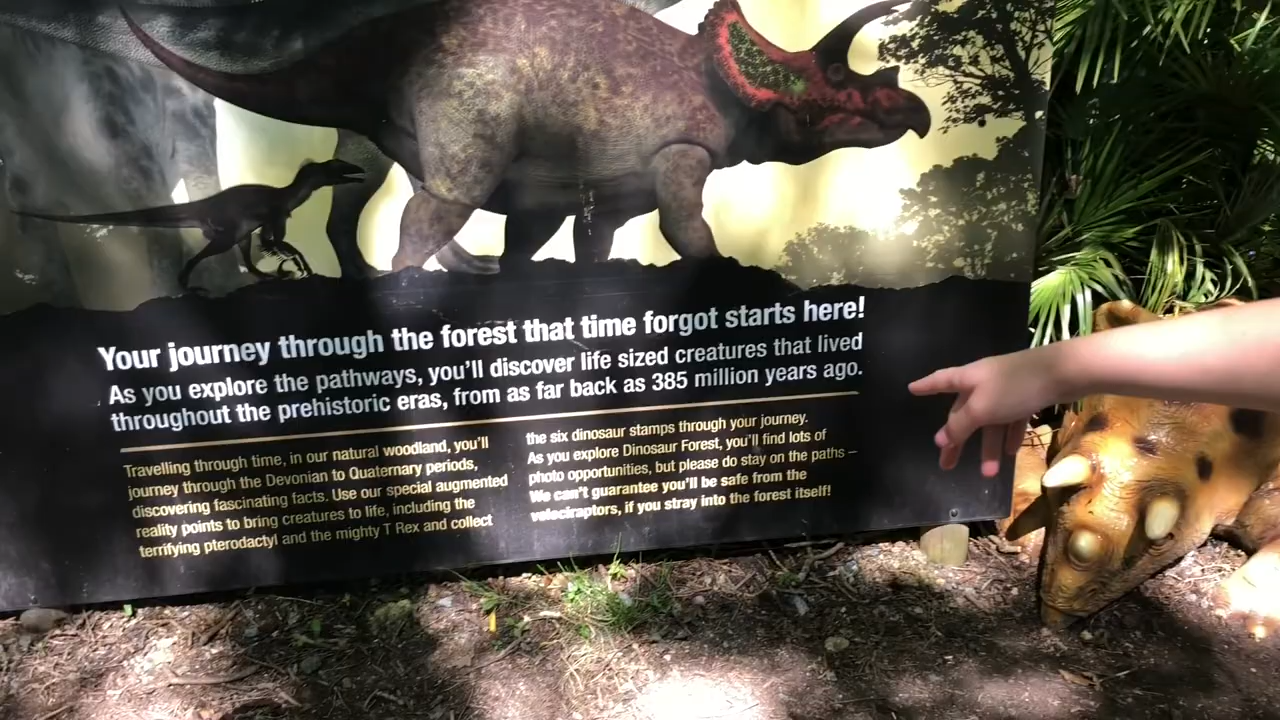 Your journey through the forest that time forgot starts here!
As you explore the pathways, you'll discover life sized creatures that lived
throughout the prehistoric eras, from as far back as 385 million years ago.
Travelling through time, in our natural woodland, you'll
journey through the Devonian to Quaternary periods,
discovering fascinating facts. Use our special augmented
reality points to bring creatures to life, including the
terrifying pterodactyl and the mighty T Rex and collect
the six dinosaur stamps through your journey.
As you explore Dinosaur Forest, you'll find lots of
photo opportunities, but please do stay on the paths –
We can't guarantee you'll be safe from the
velociraptors, if you stray into the forest itself!